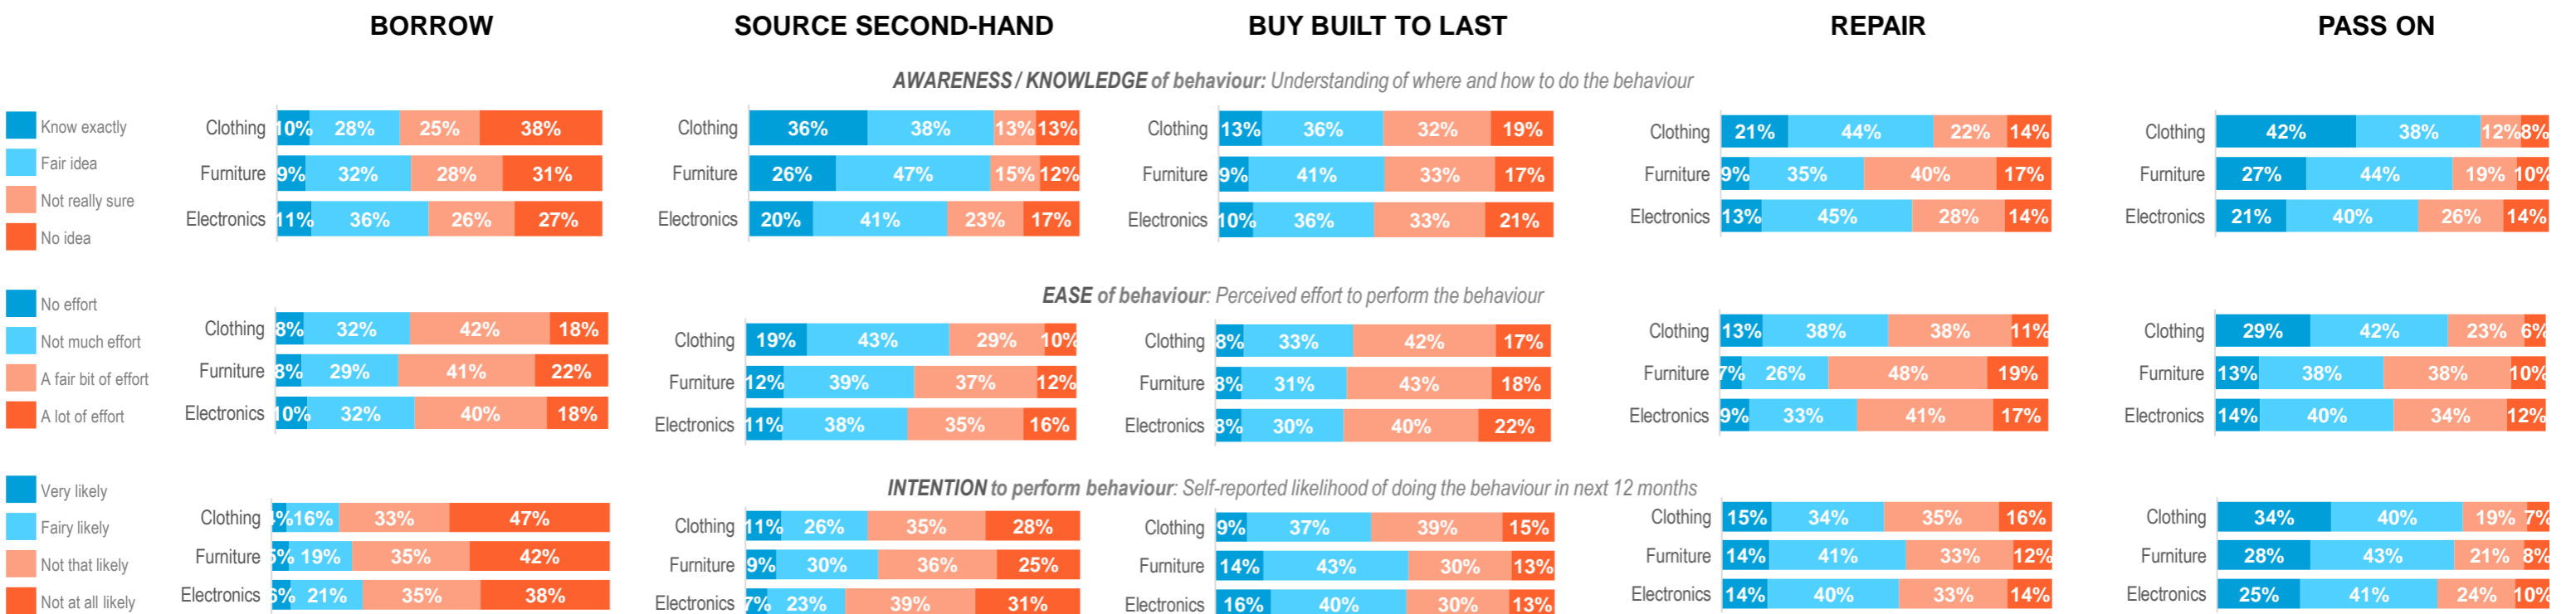 BORROW SOURCE SECOND-HAND BUY BUILT TO LAST REPAIR PASS ON
AWARENESS / KNOWLEDGE of behaviour: Understanding of where and how to do the behaviour
Know exactly
Fair idea
Not really sure
No idea
Clothing 10% 28% 25% 38%
Furniture 9% 32% 28% 31%
Electronics 11% 36% 26% 27%
Clothing 36% 38% 13% 13%
Furniture 26% 47% 15% 12%
Electronics 20% 41% 23% 17%
Clothing 13% 36% 32% 19%
Furniture 9% 41% 33% 17%
Electronics 10% 36% 33% 21%
Clothing 21% 44% 22% 14%
Furniture 9% 35% 40% 17%
Electronics 13% 45% 28% 14%
Clothing 42% 38% 12% 8%
Furniture 27% 44% 19% 10%
Electronics 21% 40% 26% 14%
EASE of behaviour: Perceived effort to perform the behaviour
No effort
Not much effort
A fair bit of effort
A lot of effort
Clothing 8% 32% 42% 18%
Furniture 8% 29% 41% 22%
Electronics 10% 32% 40% 18%
Clothing 19% 43% 29% 10%
Furniture 12% 39% 37% 12%
Electronics 11% 38% 35% 16%
Clothing 8% 33% 42% 17%
Furniture 8% 31% 43% 18%
Electronics 8% 30% 40% 22%
Clothing 13% 38% 38% 11%
Furniture 7% 26% 48% 19%
Electronics 9% 33% 41% 17%
Clothing 29% 42% 23% 6%
Furniture 13% 38% 38% 10%
Electronics 14% 40% 34% 12%
INTENTION to perform behaviour: Self-reported likelihood of doing the behaviour in next 12 months
Very likely
Fairy likely
Not that likely
Not at all likely
Clothing 4% 16% 33% 47%
Furniture 5% 19% 35% 42%
Electronics 6% 21% 35% 38%
Clothing 11% 26% 35% 28%
Furniture 9% 30% 36% 25%
Electronics 7% 23% 39% 31%
Clothing 9% 37% 39% 15%
Furniture 14% 43% 30% 13%
Electronics 16% 40% 30% 13%
Clothing 15% 34% 35% 16%
Furniture 14% 41% 33% 12%
Electronics 14% 40% 33% 14%
Clothing 34% 40% 19% 7%
Furniture 28% 43% 21% 8%
Electronics 25% 41% 24% 10%